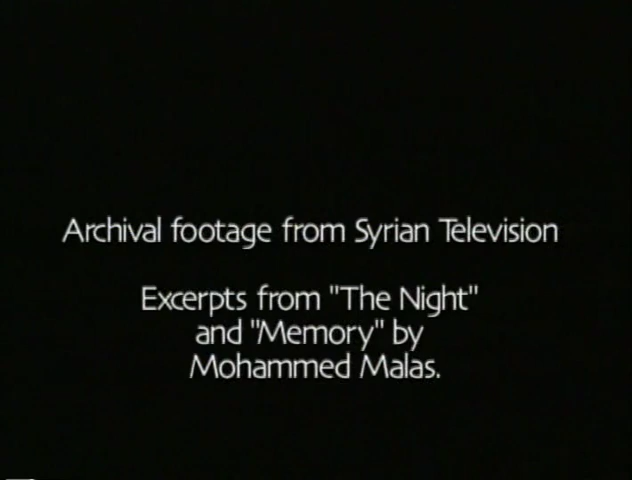 Archival footage from Syrian Television
Excerpts from "The Night"
and "Memory" by
Mohammed Malas.